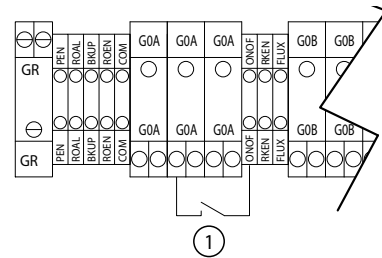 PEN ROAL BKUP ROEN COM G0A G0A G0A ONOF RKEN FLUX G0B G0B
GR
G0A G0A G0A G0B G0B
GR PEN ROAL BKUP ROEN COM ONOF RKEN FLUX
1